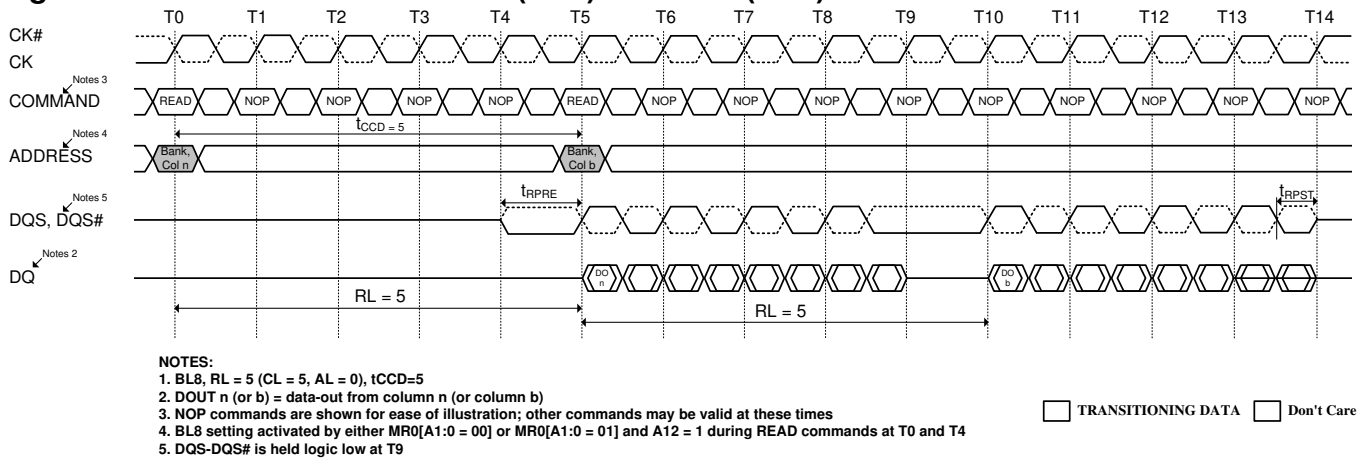 T0 T1 T2 T3 T4 T5 T6 T7 T8 T9 T10 T11 T12 T13 T14
CK#
CK
Notes 3
COMMAND READ NOP NOP NOP NOP READ NOP NOP NOP NOP NOP NOP NOP NOP NOP
tCCD = 5
Notes 4
ADDRESS Bank, Col n Bank, Col b
tRPRE tRPST
Notes 5
DQS, DQS#
Notes 2
DQ DO n DO b
RL = 5
RL = 5
NOTES:
1. BL8, RL = 5 (CL = 5, AL = 0), tCCD=5
2. DOUT n (or b) = data-out from column n (or column b)
3. NOP commands are shown for ease of illustration; other commands may be valid at these times
4. BL8 setting activated by either MR0[A1:0 = 00] or MR0[A1:0 = 01] and A12 = 1 during READ commands at T0 and T4
5. DQS-DQS# is held logic low at T9
TRANSITIONING DATA Don't Care